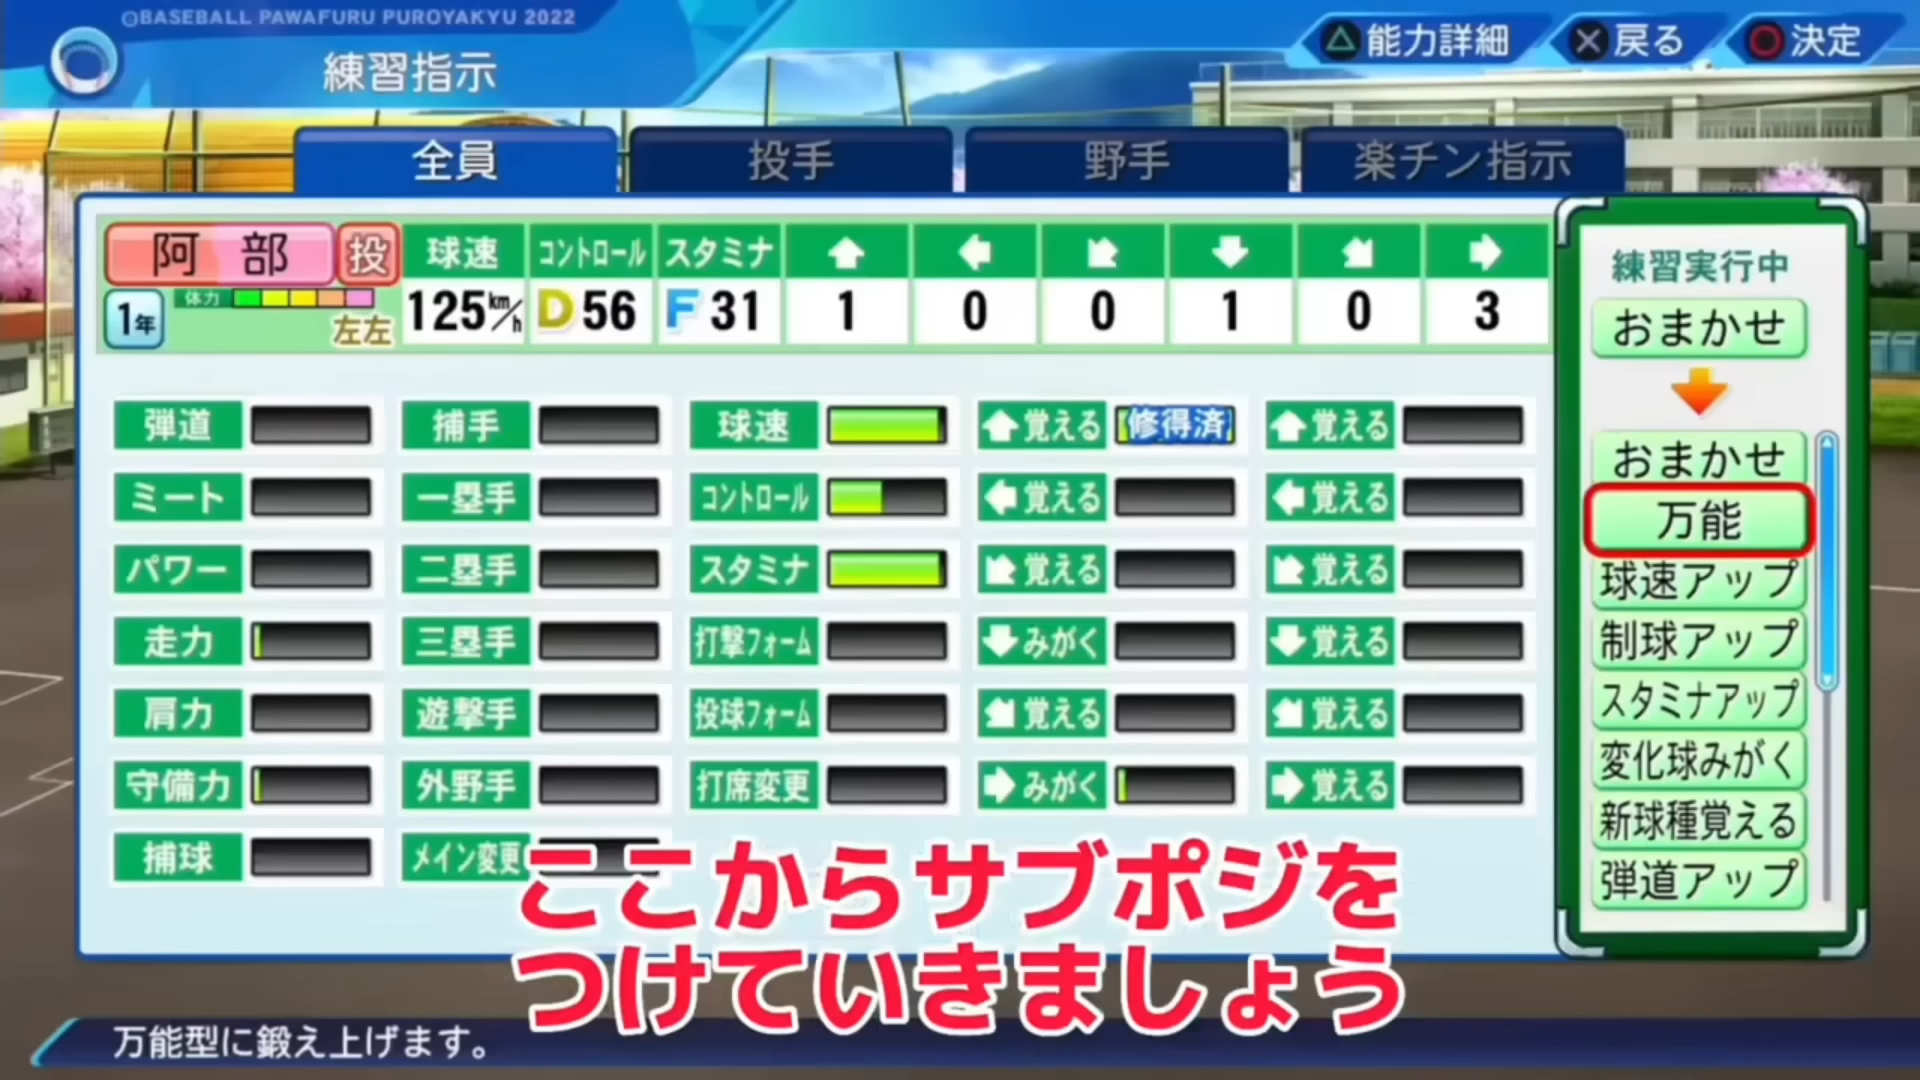 ©BASEBALL PAWAFURU PUROYAKYU 2022
練習指示
能力詳細 戻る 決定
全員 投手 野手 楽チン指示
阿部 投 球速 コントロール スタミナ ↑ ← ↙ ↓ ↘ →
1年 体力 左左 125km/h D 56 F 31 1 0 0 1 0 3
弾道 捕手 球速 ↑覚える 修得済 ↑覚える
ミート 一塁手 コントロール ←覚える ←覚える
パワー 二塁手 スタミナ ↙覚える ↙覚える
走力 三塁手 打撃フォーム ↓みがく ↓覚える
肩力 遊撃手 投球フォーム ↘覚える ↘覚える
守備力 外野手 打席変更 →みがく →覚える
捕球 メイン変更
練習実行中
おまかせ
おまかせ
万能
球速アップ
制球アップ
スタミナアップ
変化球みがく
新球種覚える
弾道アップ
ここからサブポジを
つけていきましょう
万能型に鍛え上げます。